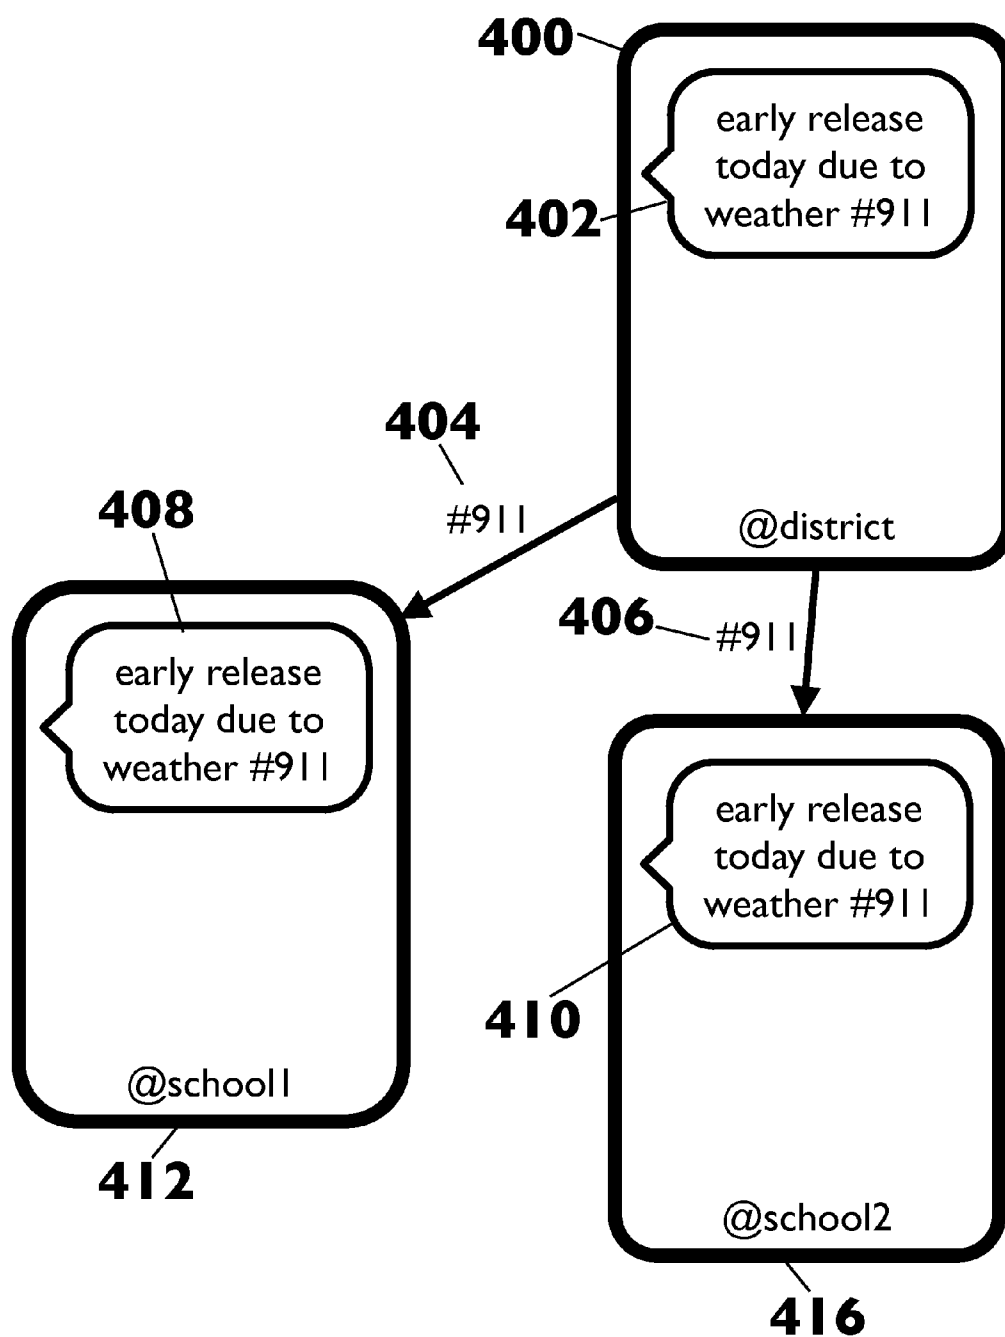 400
early release
today due to
weather #911
402
@district
404
#911
406
#911
408
early release
today due to
weather #911
@school1
412
early release
today due to
weather #911
410
@school2
416